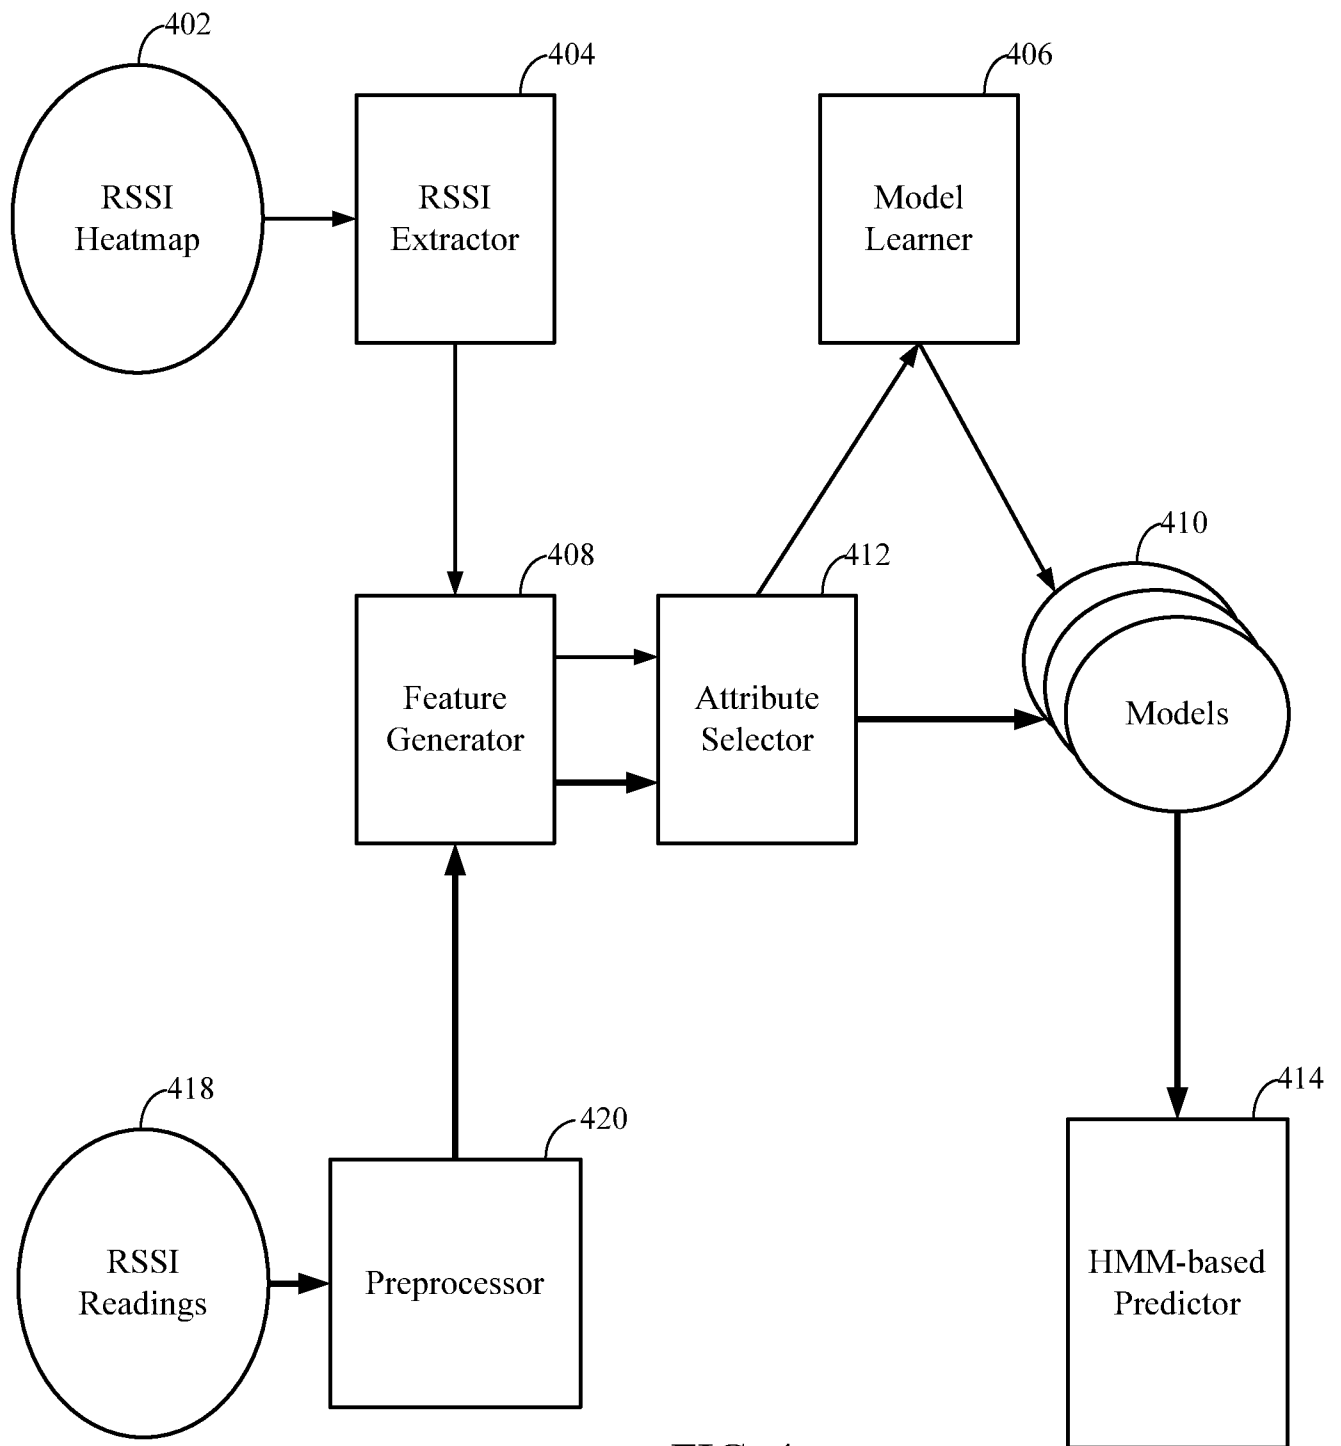 402
404
406
RSSI
Heatmap
RSSI
Extractor
Model
Learner
408
412
410
Feature
Generator
Attribute
Selector
Models
418
420
414
RSSI
Readings
Preprocessor
HMM-based
Predictor